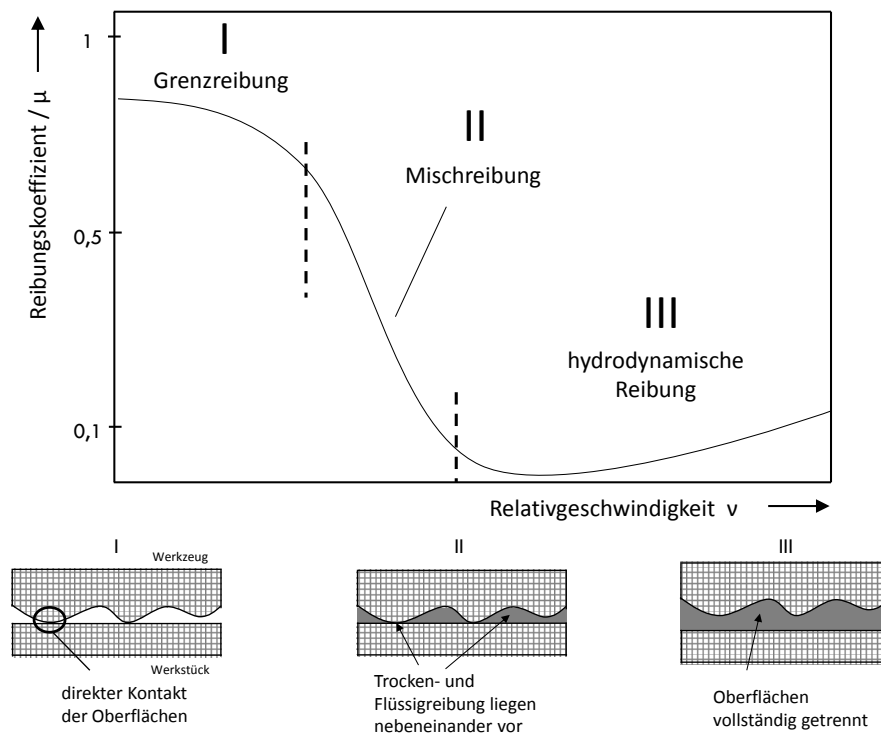 1
I
Grenzreibung
II
Mischreibung
0,5
III
hydrodynamische
Reibung
0,1
Reibungskoeffizient / μ
Relativgeschwindigkeit ν
I
Werkzeug
Werkstück
direkter Kontakt
der Oberflächen
II
Trocken- und
Flüssigreibung liegen
nebeneinander vor
III
Oberflächen
vollständig getrennt